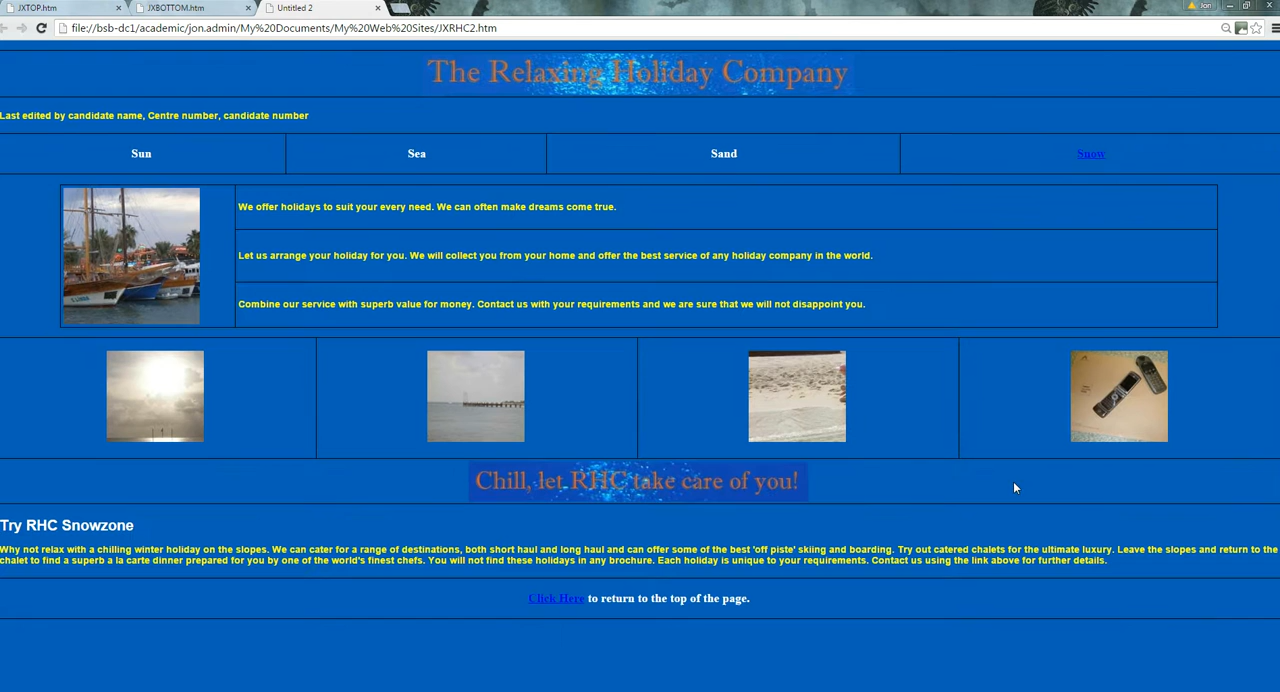 JXTOP.htm
JXBOTTOM.htm
Untitled 2
Jon
file://bsb-dc1/academic/jon.admin/My%20Documents/My%20Web%20Sites/JXRHC2.htm
The Relaxing Holiday Company
Last edited by candidate name, Centre number, candidate number
Sun
Sea
Sand
Snow
We offer holidays to suit your every need. We can often make dreams come true.
Let us arrange your holiday for you. We will collect you from your home and offer the best service of any holiday company in the world.
Combine our service with superb value for money. Contact us with your requirements and we are sure that we will not disappoint you.
Chill, let RHC take care of you!
Try RHC Snowzone
Why not relax with a chilling winter holiday on the slopes. We can cater for a range of destinations, both short haul and long haul and can offer some of the best 'off piste' skiing and boarding. Try out catered chalets for the ultimate luxury. Leave the slopes and return to the
chalet to find a superb a la carte dinner prepared for you by one of the world's finest chefs. You will not find these holidays in any brochure. Each holiday is unique to your requirements. Contact us using the link above for further details.
Click Here to return to the top of the page.